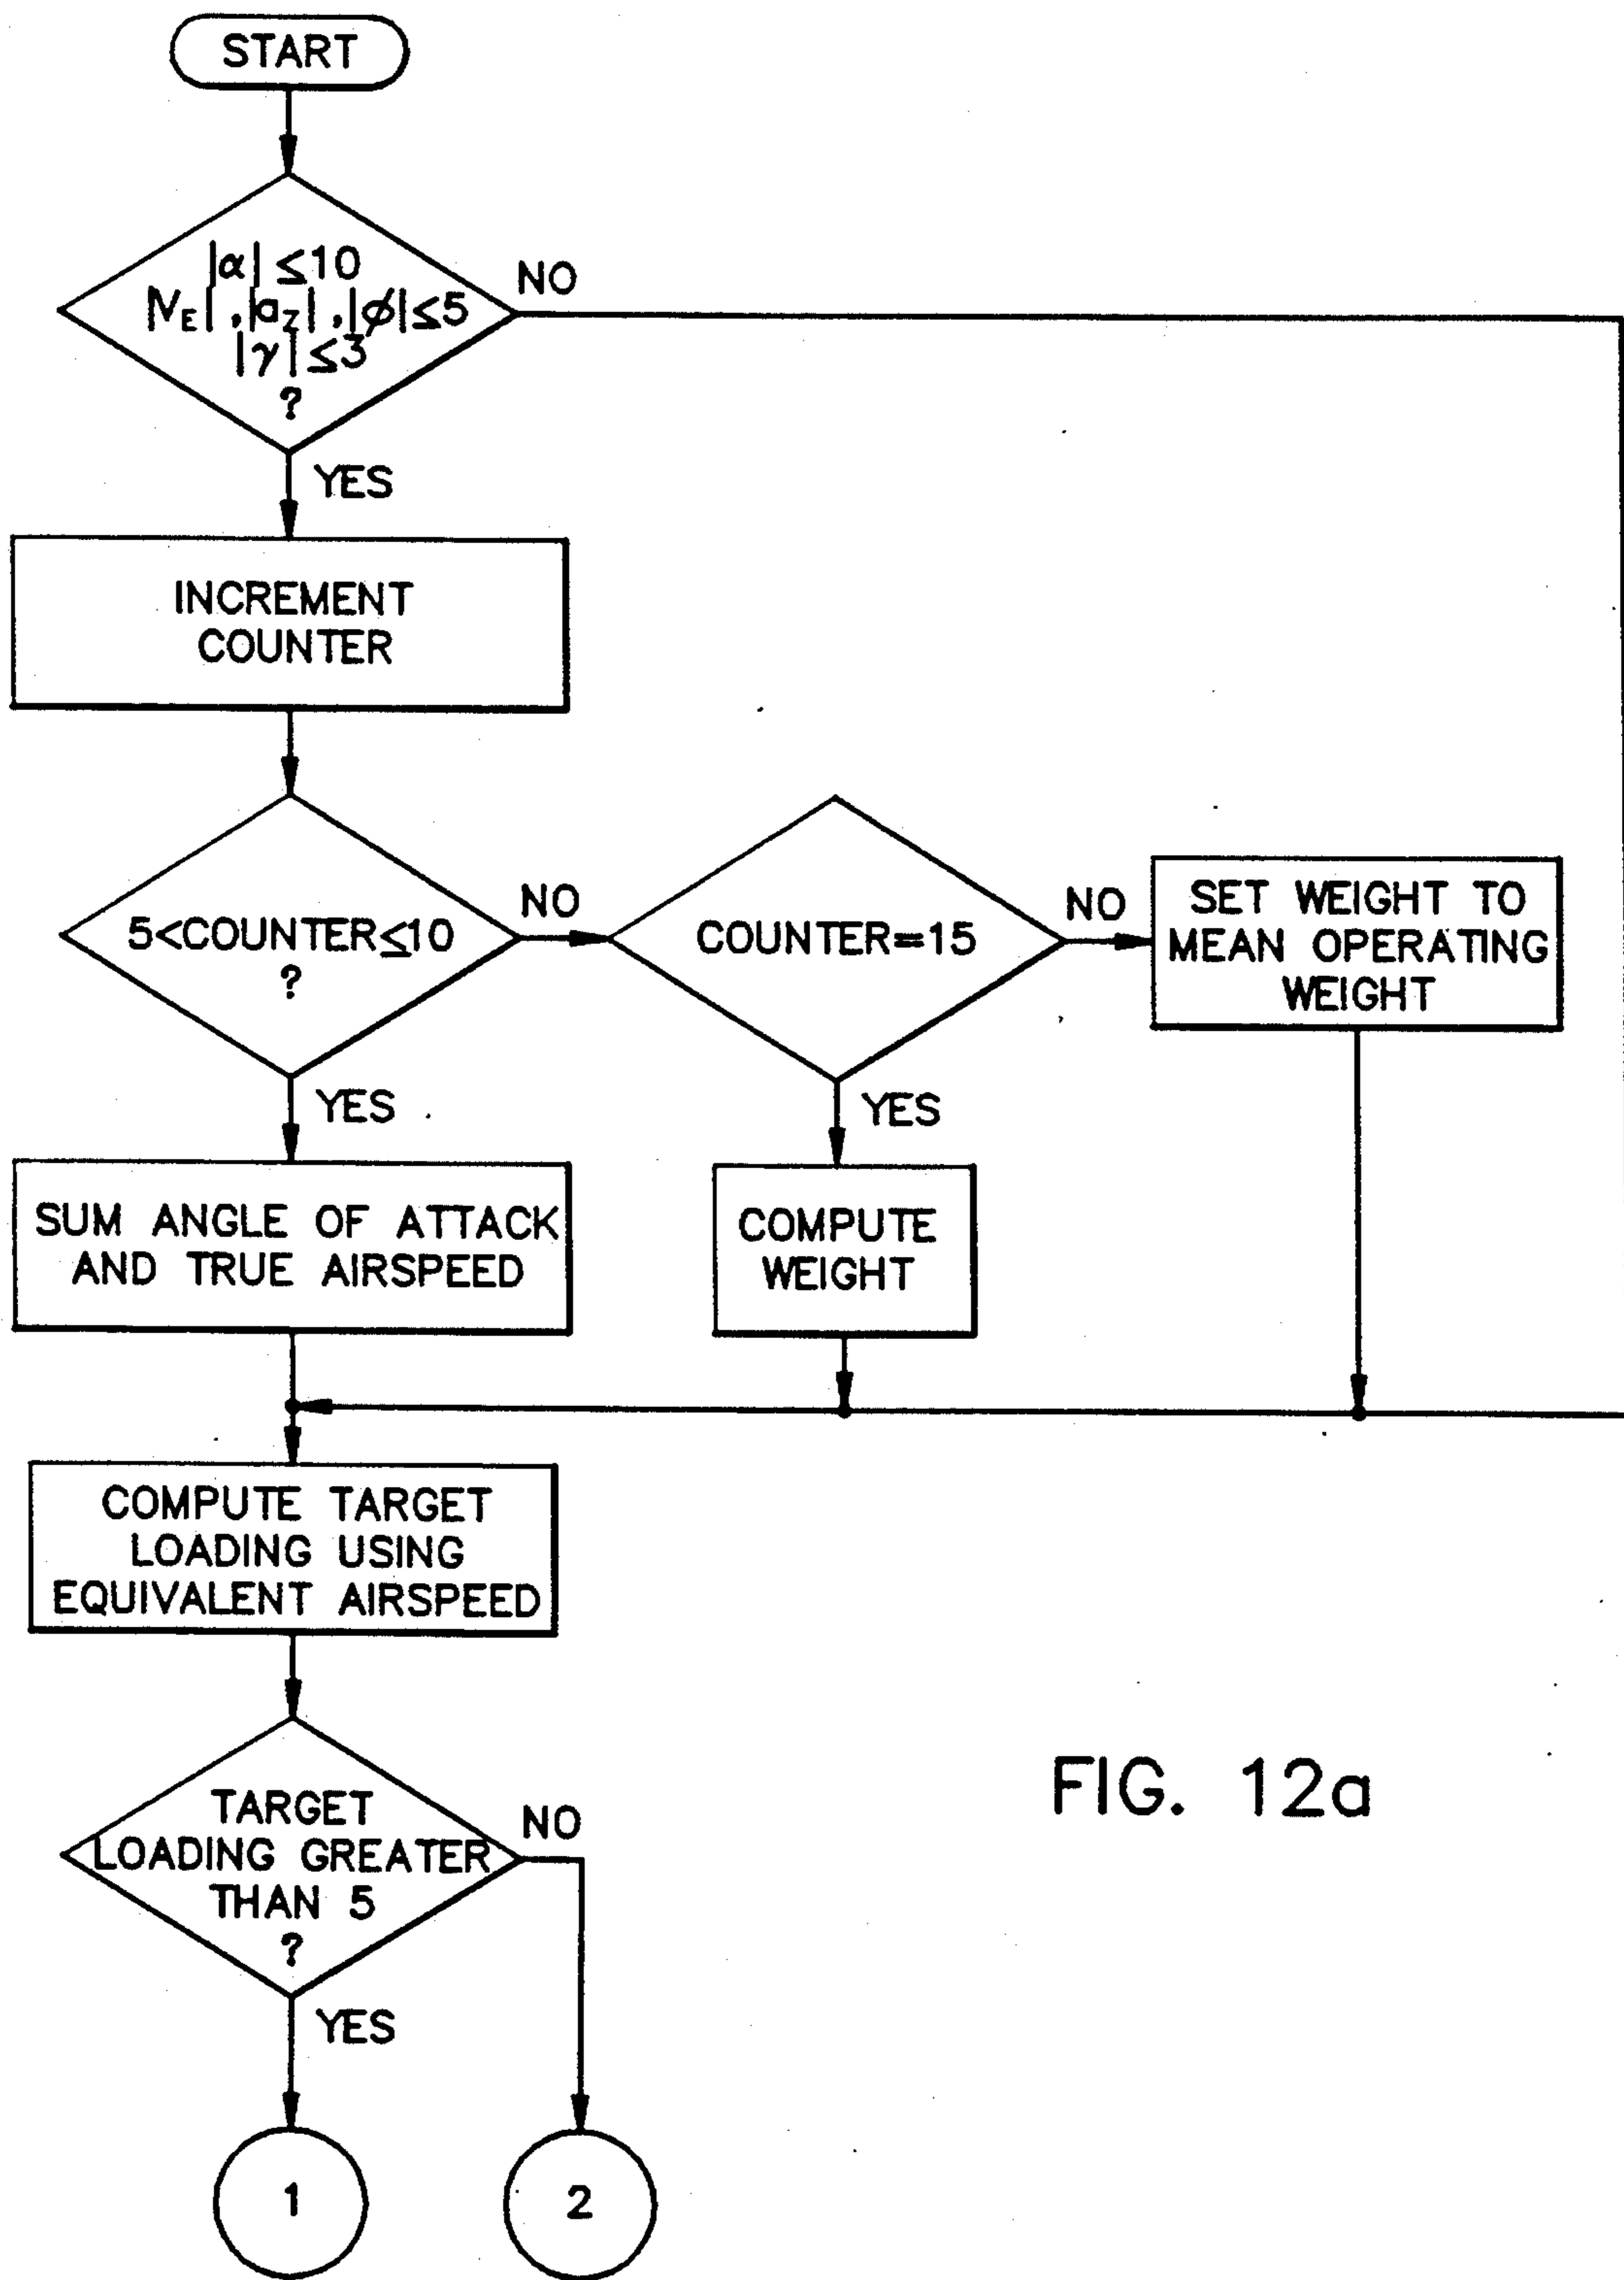 START
|α| ≤10
|V_E| ,|a_Z| ,|ϕ|≤5
|γ| ≤3
?
NO
YES
INCREMENT
COUNTER
5<COUNTER≤10
?
NO
COUNTER=15
NO
SET WEIGHT TO
MEAN OPERATING
WEIGHT
YES
YES
SUM ANGLE OF ATTACK
AND TRUE AIRSPEED
COMPUTE
WEIGHT
COMPUTE TARGET
LOADING USING
EQUIVALENT AIRSPEED
TARGET
LOADING GREATER
THAN 5
?
NO
YES
1
2
FIG. 12a